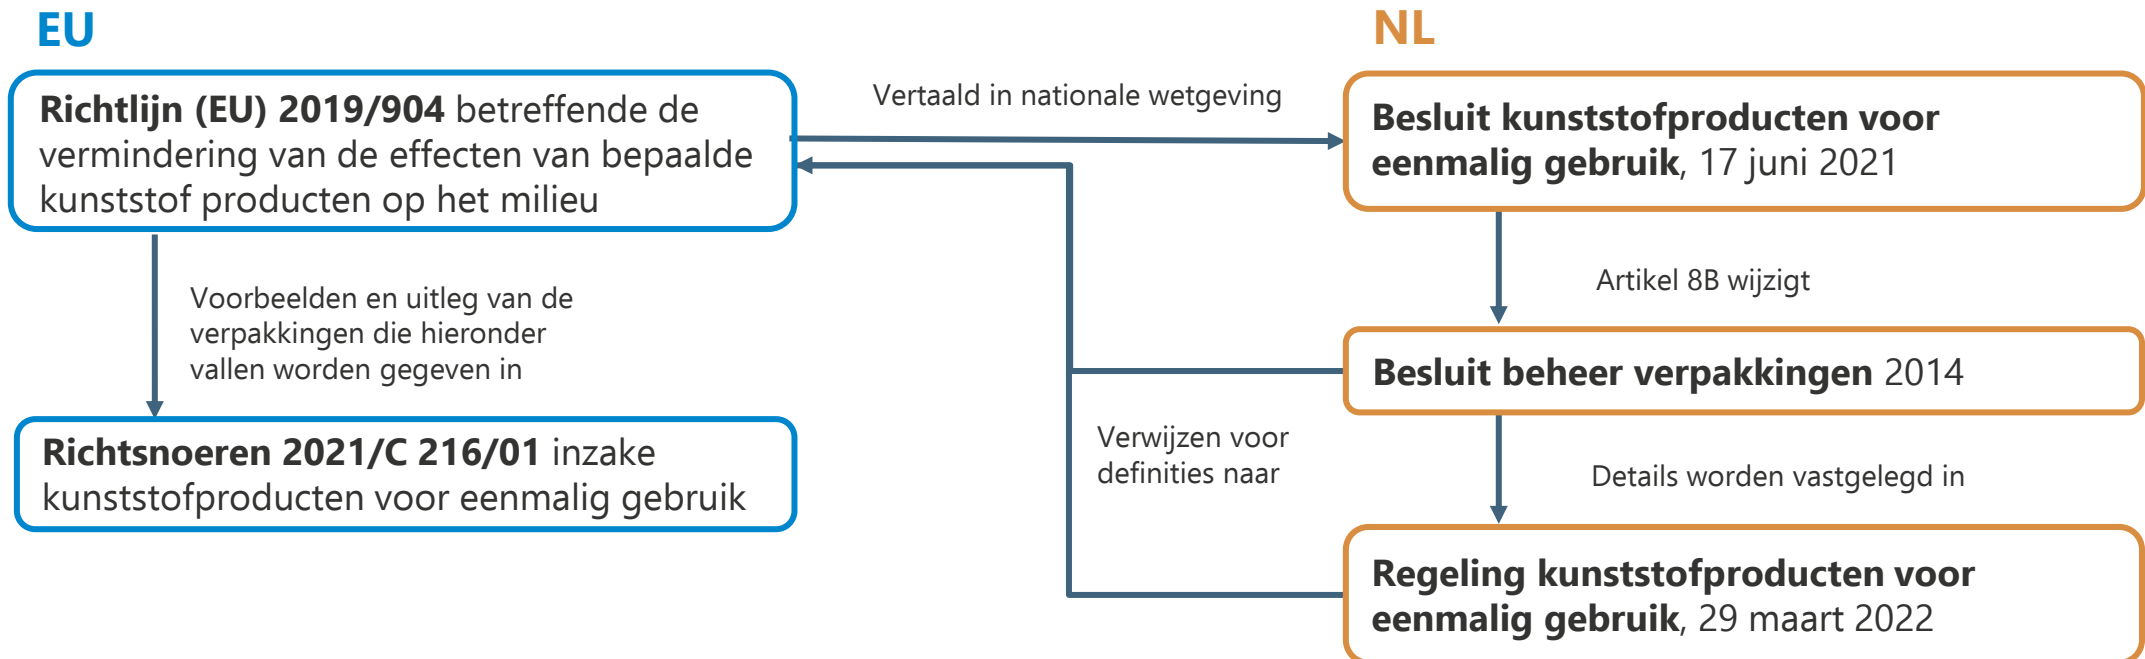 EU
Richtlijn (EU) 2019/904 betreffende de
vermindering van de effecten van bepaalde
kunststof producten op het milieu
Voorbeelden en uitleg van de
verpakkingen die hieronder
vallen worden gegeven in
Richtsnoeren 2021/C 216/01 inzake
kunststofproducten voor eenmalig gebruik
Vertaald in nationale wetgeving
Verwijzen voor
definities naar
NL
Besluit kunststofproducten voor
eenmalig gebruik, 17 juni 2021
Artikel 8B wijzigt
Besluit beheer verpakkingen 2014
Details worden vastgelegd in
Regeling kunststofproducten voor
eenmalig gebruik, 29 maart 2022